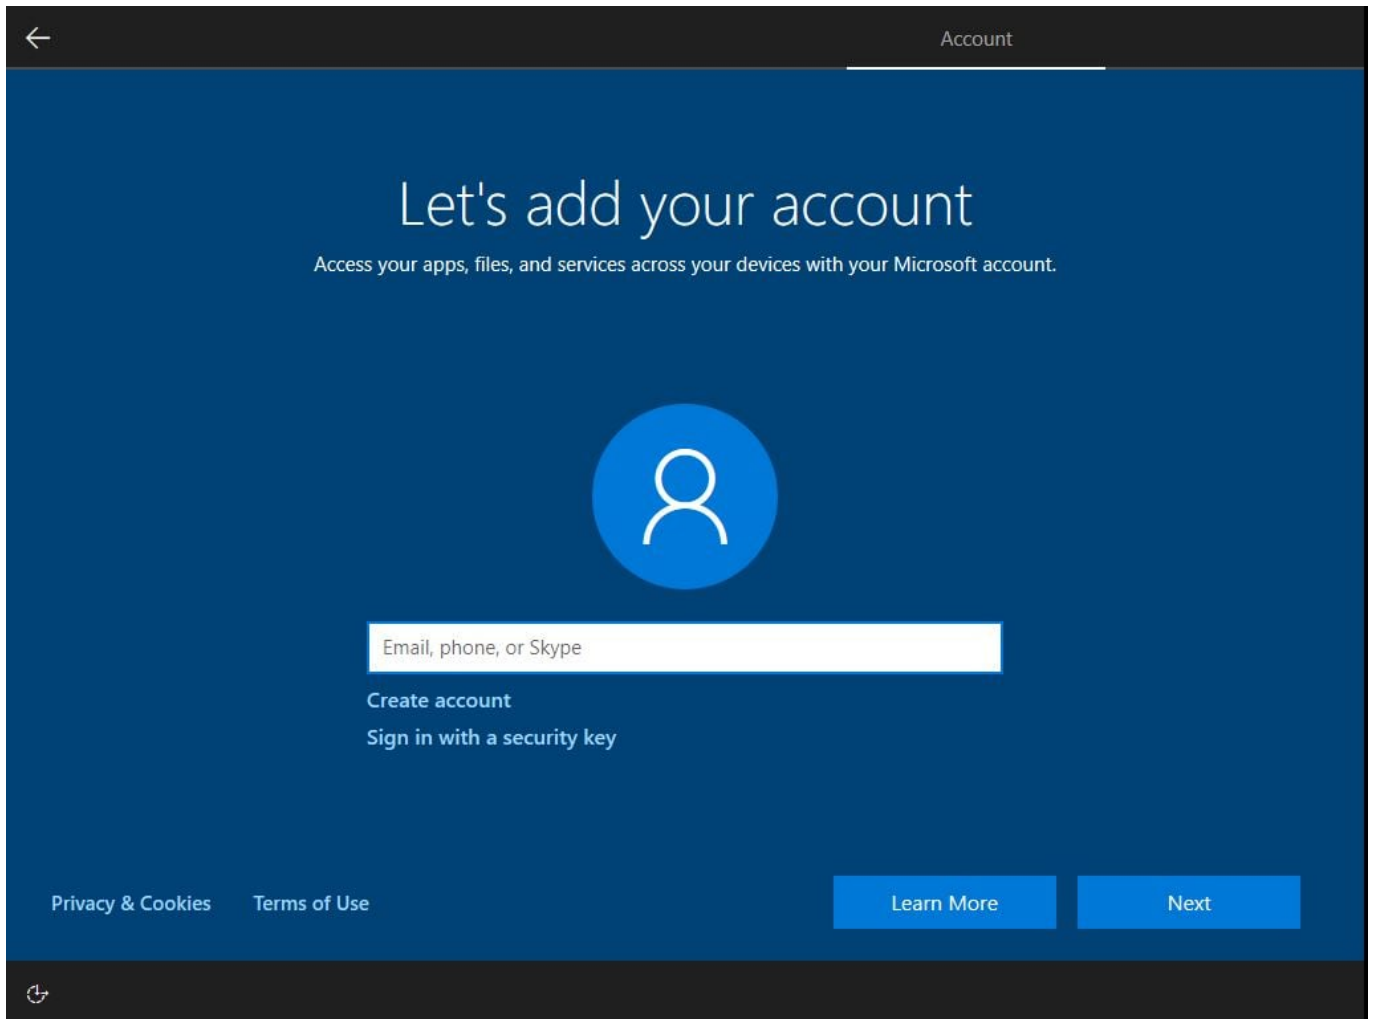 Account
Let's add your account
Access your apps, files, and services across your devices with your Microsoft account.
Email, phone, or Skype
Create account
Sign in with a security key
Privacy & Cookies Terms of Use Learn More Next